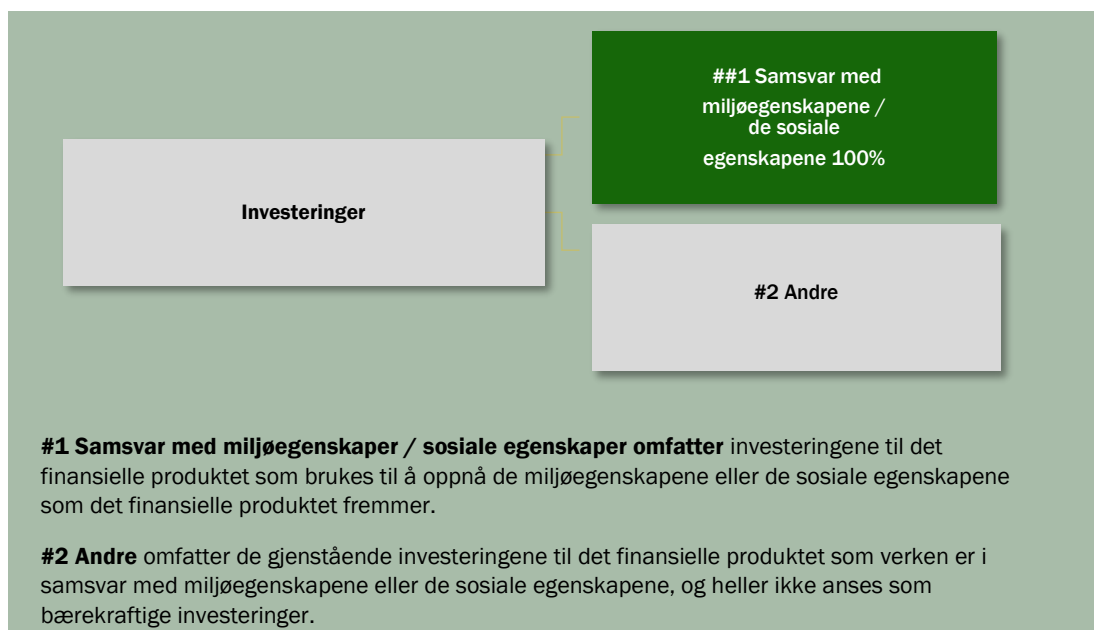 ##1 Samsvar med
miljøegenskapene /
de sosiale
egenskapene 100%
Investeringer
#2 Andre
#1 Samsvar med miljøegenskaper / sosiale egenskaper omfatter investeringene til det
finansielle produktet som brukes til å oppnå de miljøegenskapene eller de sosiale egenskapene
som det finansielle produktet fremmer.
#2 Andre omfatter de gjenstående investeringene til det finansielle produktet som verken er i
samsvar med miljøegenskapene eller de sosiale egenskapene, og heller ikke anses som
bærekraftige investeringer.